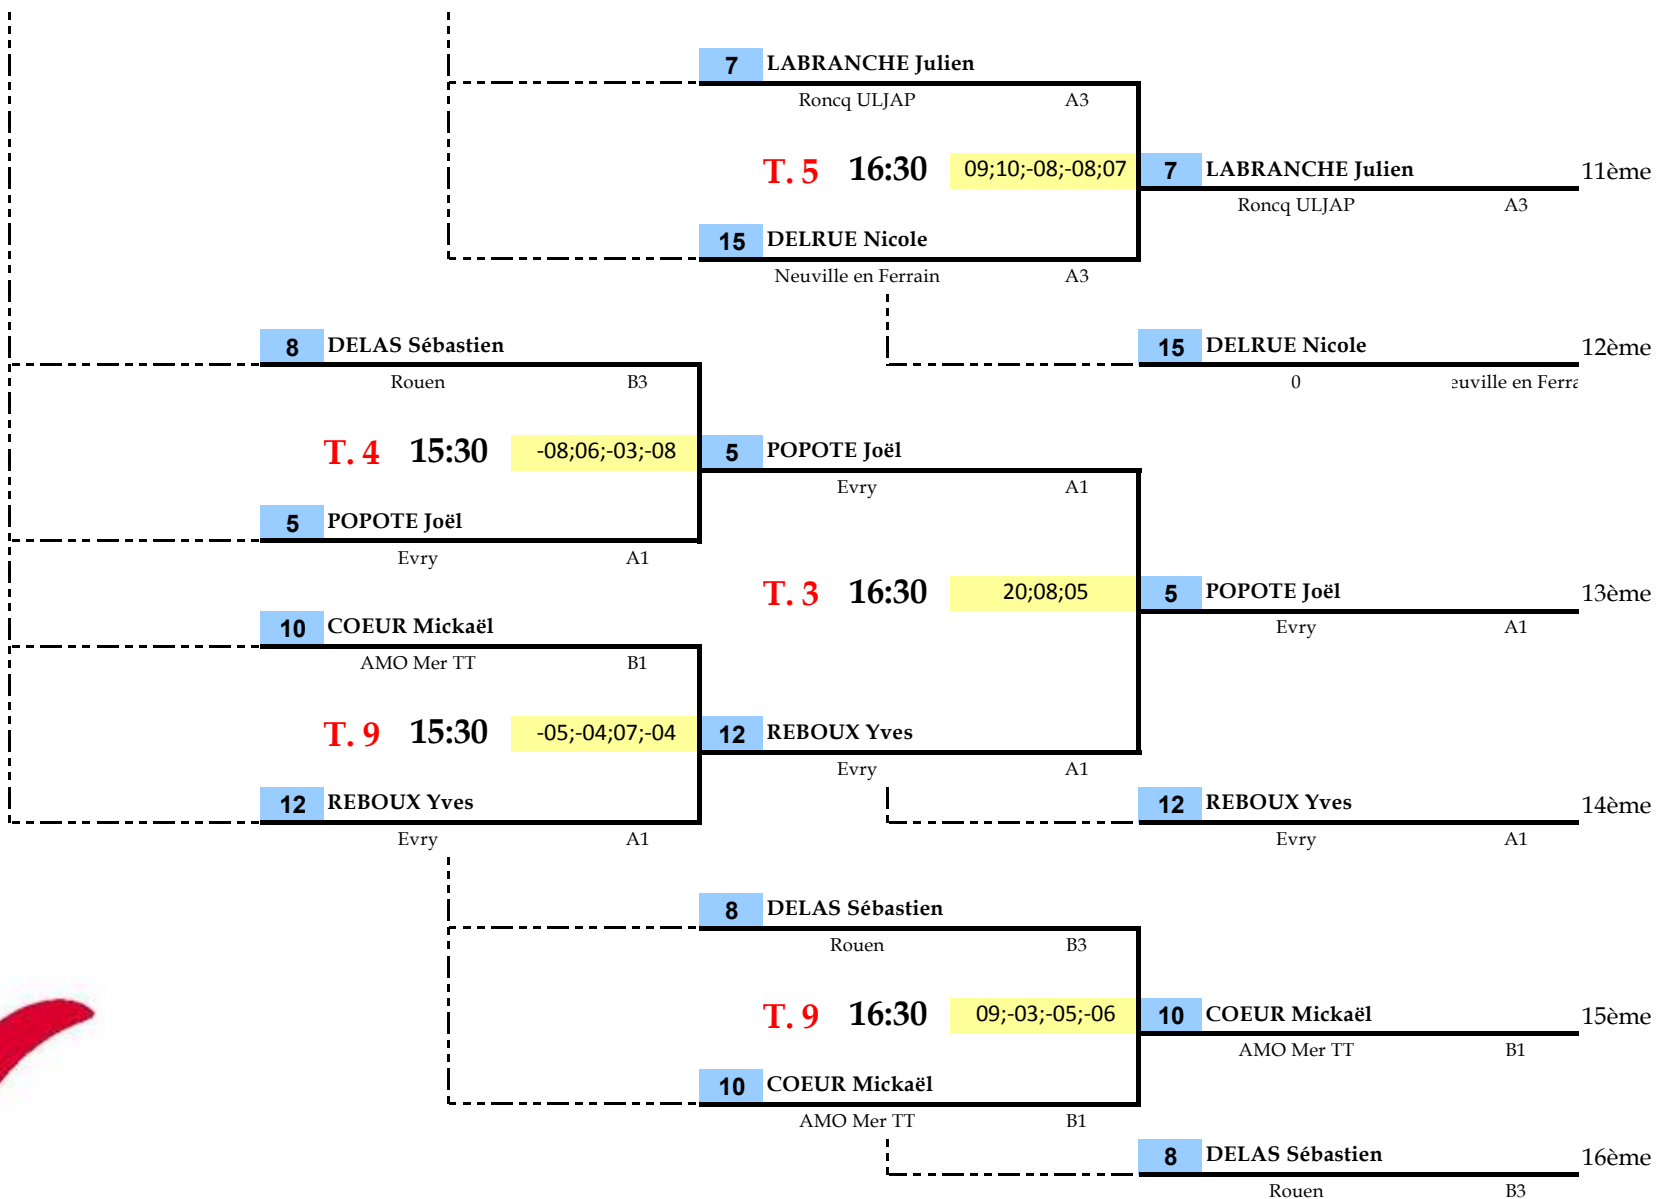 7 LABRANCHE Julien
Roncq ULJAP A3
T. 5 16:30 09;10;-08;-08;07 7 LABRANCHE Julien 11ème
Roncq ULJAP A3
15 DELRUE Nicole
Neuville en Ferrain A3
8 DELAS Sébastien 15 DELRUE Nicole 12ème
Rouen B3 0 euville en Ferra
T. 4 15:30 -08;06;-03;-08 5 POPOTE Joël
Evry A1
5 POPOTE Joël
Evry A1
T. 3 16:30 20;08;05 5 POPOTE Joël 13ème
10 COEUR Mickaël Evry A1
AMO Mer TT B1
T. 9 15:30 -05;-04;07;-04 12 REBOUX Yves
Evry A1
12 REBOUX Yves 12 REBOUX Yves 14ème
Evry A1 Evry A1
8 DELAS Sébastien
Rouen B3
T. 9 16:30 09;-03;-05;-06 10 COEUR Mickaël 15ème
AMO Mer TT B1
10 COEUR Mickaël
AMO Mer TT B1
8 DELAS Sébastien 16ème
Rouen B3